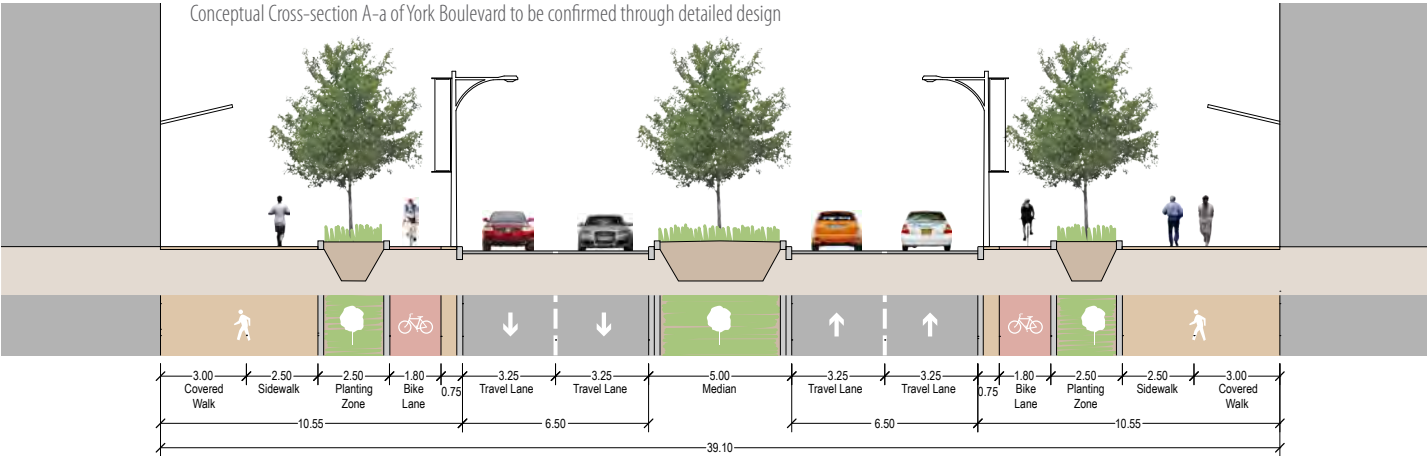 Conceptual Cross-section A-a of York Boulevard to be confirmed through detailed design
3.00 2.50 2.50 1.80 0.75 3.25 3.25 5.00 3.25 3.25 0.75 1.80 2.50 2.50 3.00
Covered Sidewalk Planting Bike Travel Lane Travel Lane Median Travel Lane Travel Lane Bike Planting Sidewalk Covered
Walk Zone Lane Lane Zone Walk
10.55 6.50 6.50 10.55
39.10